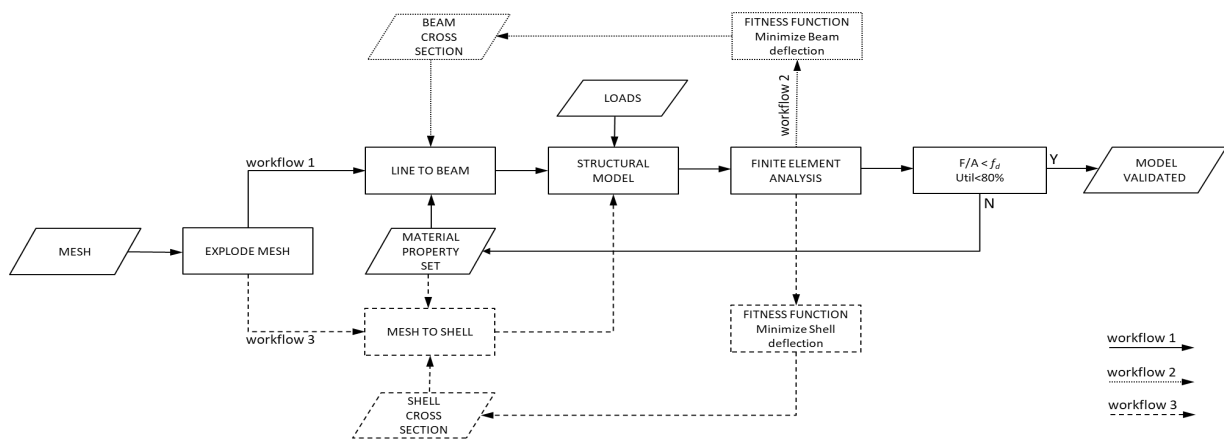 BEAM
CROSS
SECTION
FITNESS FUNCTION
Minimize Beam
deflection
workflow 2
LOADS
workflow 1
LINE TO BEAM
STRUCTURAL
MODEL
FINITE ELEMENT
ANALYSIS
F/A < fd
Util<80%
Y
MODEL
VALIDATED
N
MESH
EXPLODE MESH
MATERIAL
PROPERTY
SET
workflow 3
MESH TO SHELL
FITNESS FUNCTION
Minimize Shell
deflection
SHELL
CROSS
SECTION
workflow 1
workflow 2
workflow 3